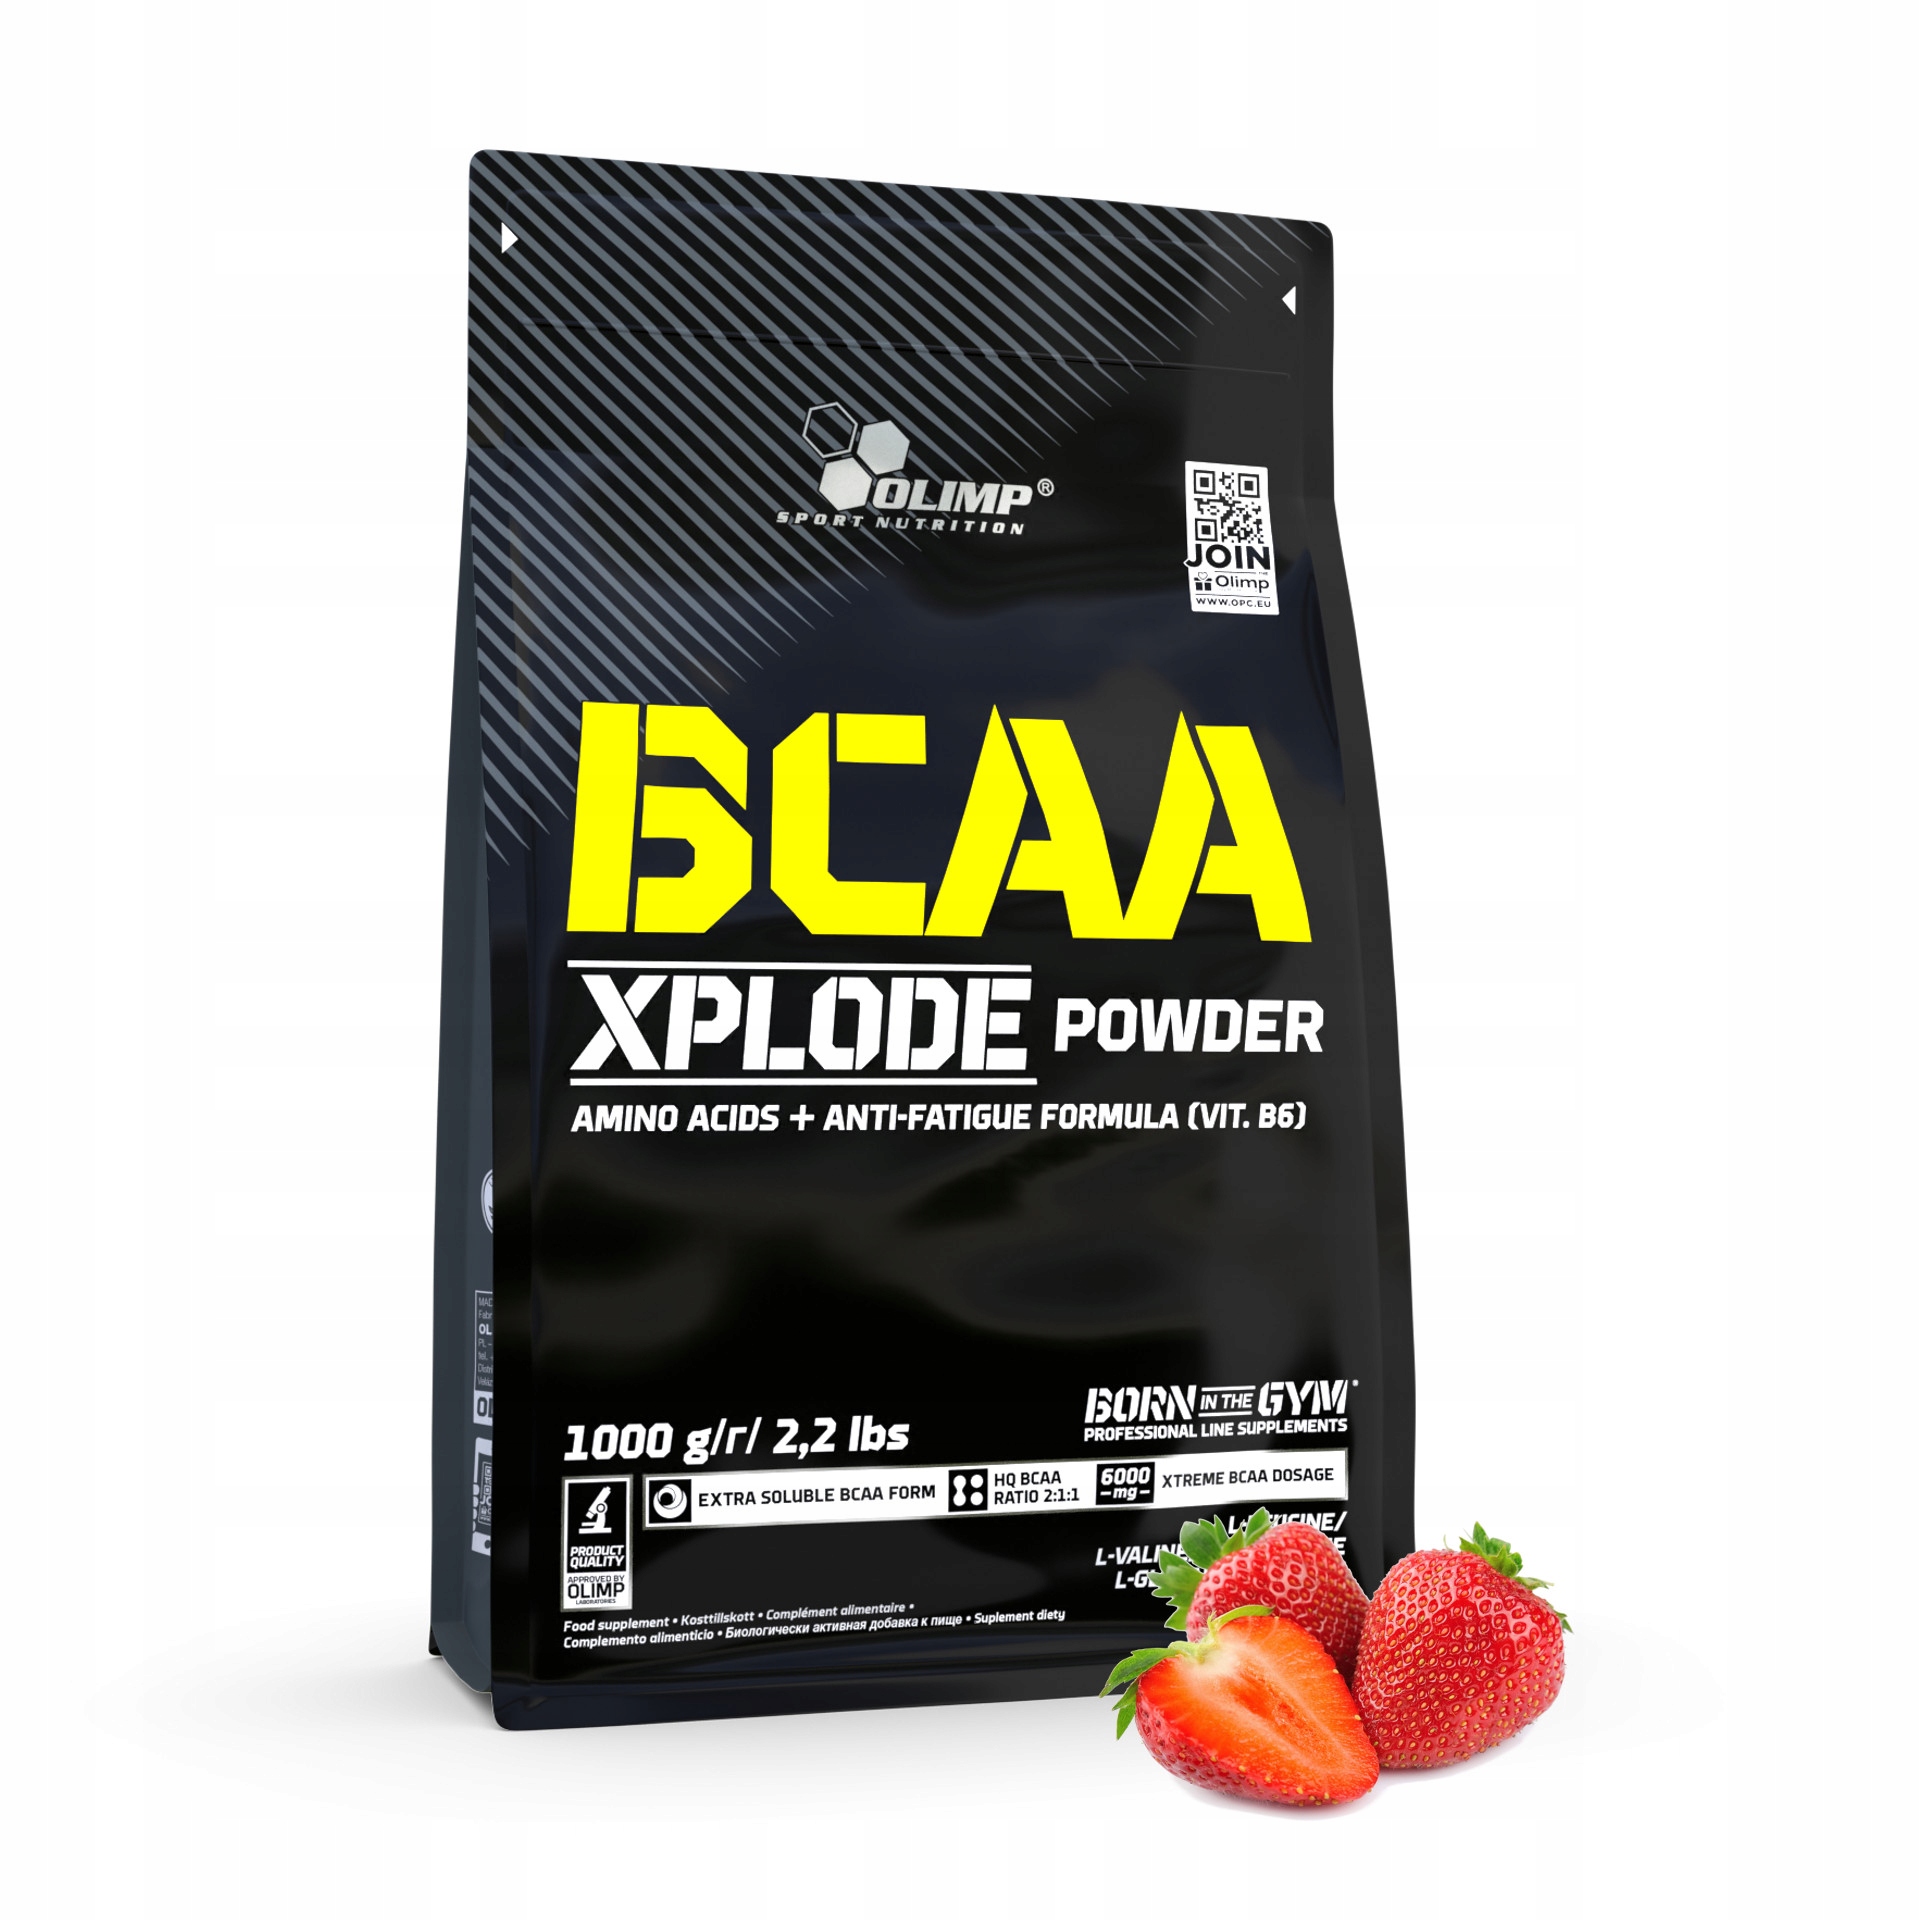 OLIMP®
SPORT NUTRITION
JOIN
Olimp
WWW.OPC.EU
BCAA
XPLODE POWDER
AMINO ACIDS + ANTI-FATIGUE FORMULA (VIT. B6)
BORN IN THE GYM®
PROFESSIONAL LINE SUPPLEMENTS
1000 g/г/ 2,2 lbs
EXTRA SOLUBLE BCAA FORM
HQ BCAA
RATIO 2:1:1
6000
mg
XTREME BCAA DOSAGE
PRODUCT
QUALITY
APPROVED BY
OLIMP
LABORATORIES
Food supplement • Kosttillskott • Complément alimentaire •
Complemento alimenticio • Биологически активная добавка к пище • Suplement diety